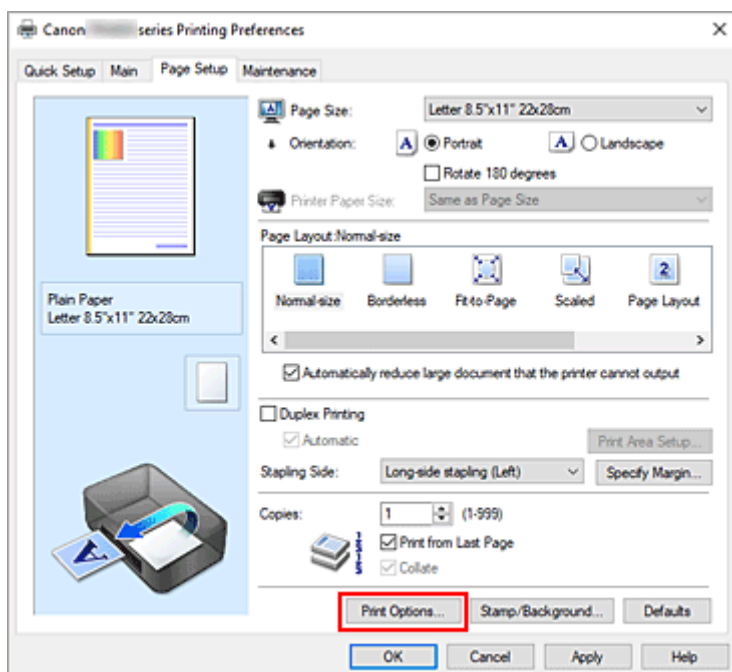 Canon series Printing Preferences
Quick Setup Main Page Setup Maintenance
Page Size: Letter 8.5"x11" 22x28cm
Orientation: A Portrait A Landscape
Rotate 180 degrees
Printer Paper Size: Same as Page Size
Page Layout:Normal-size
2
Normal-size Borderless Fit-to-Page Scaled Page Layout
Plain Paper
Letter 8.5"x11" 22x28cm
Automatically reduce large document that the printer cannot output
Duplex Printing
Automatic Print Area Setup...
Stapling Side: Long-side stapling (Left) Specify Margin...
Copies: 1 (1-999)
Print from Last Page
Collate
A
Print Options... Stamp/Background... Defaults
OK Cancel Apply Help